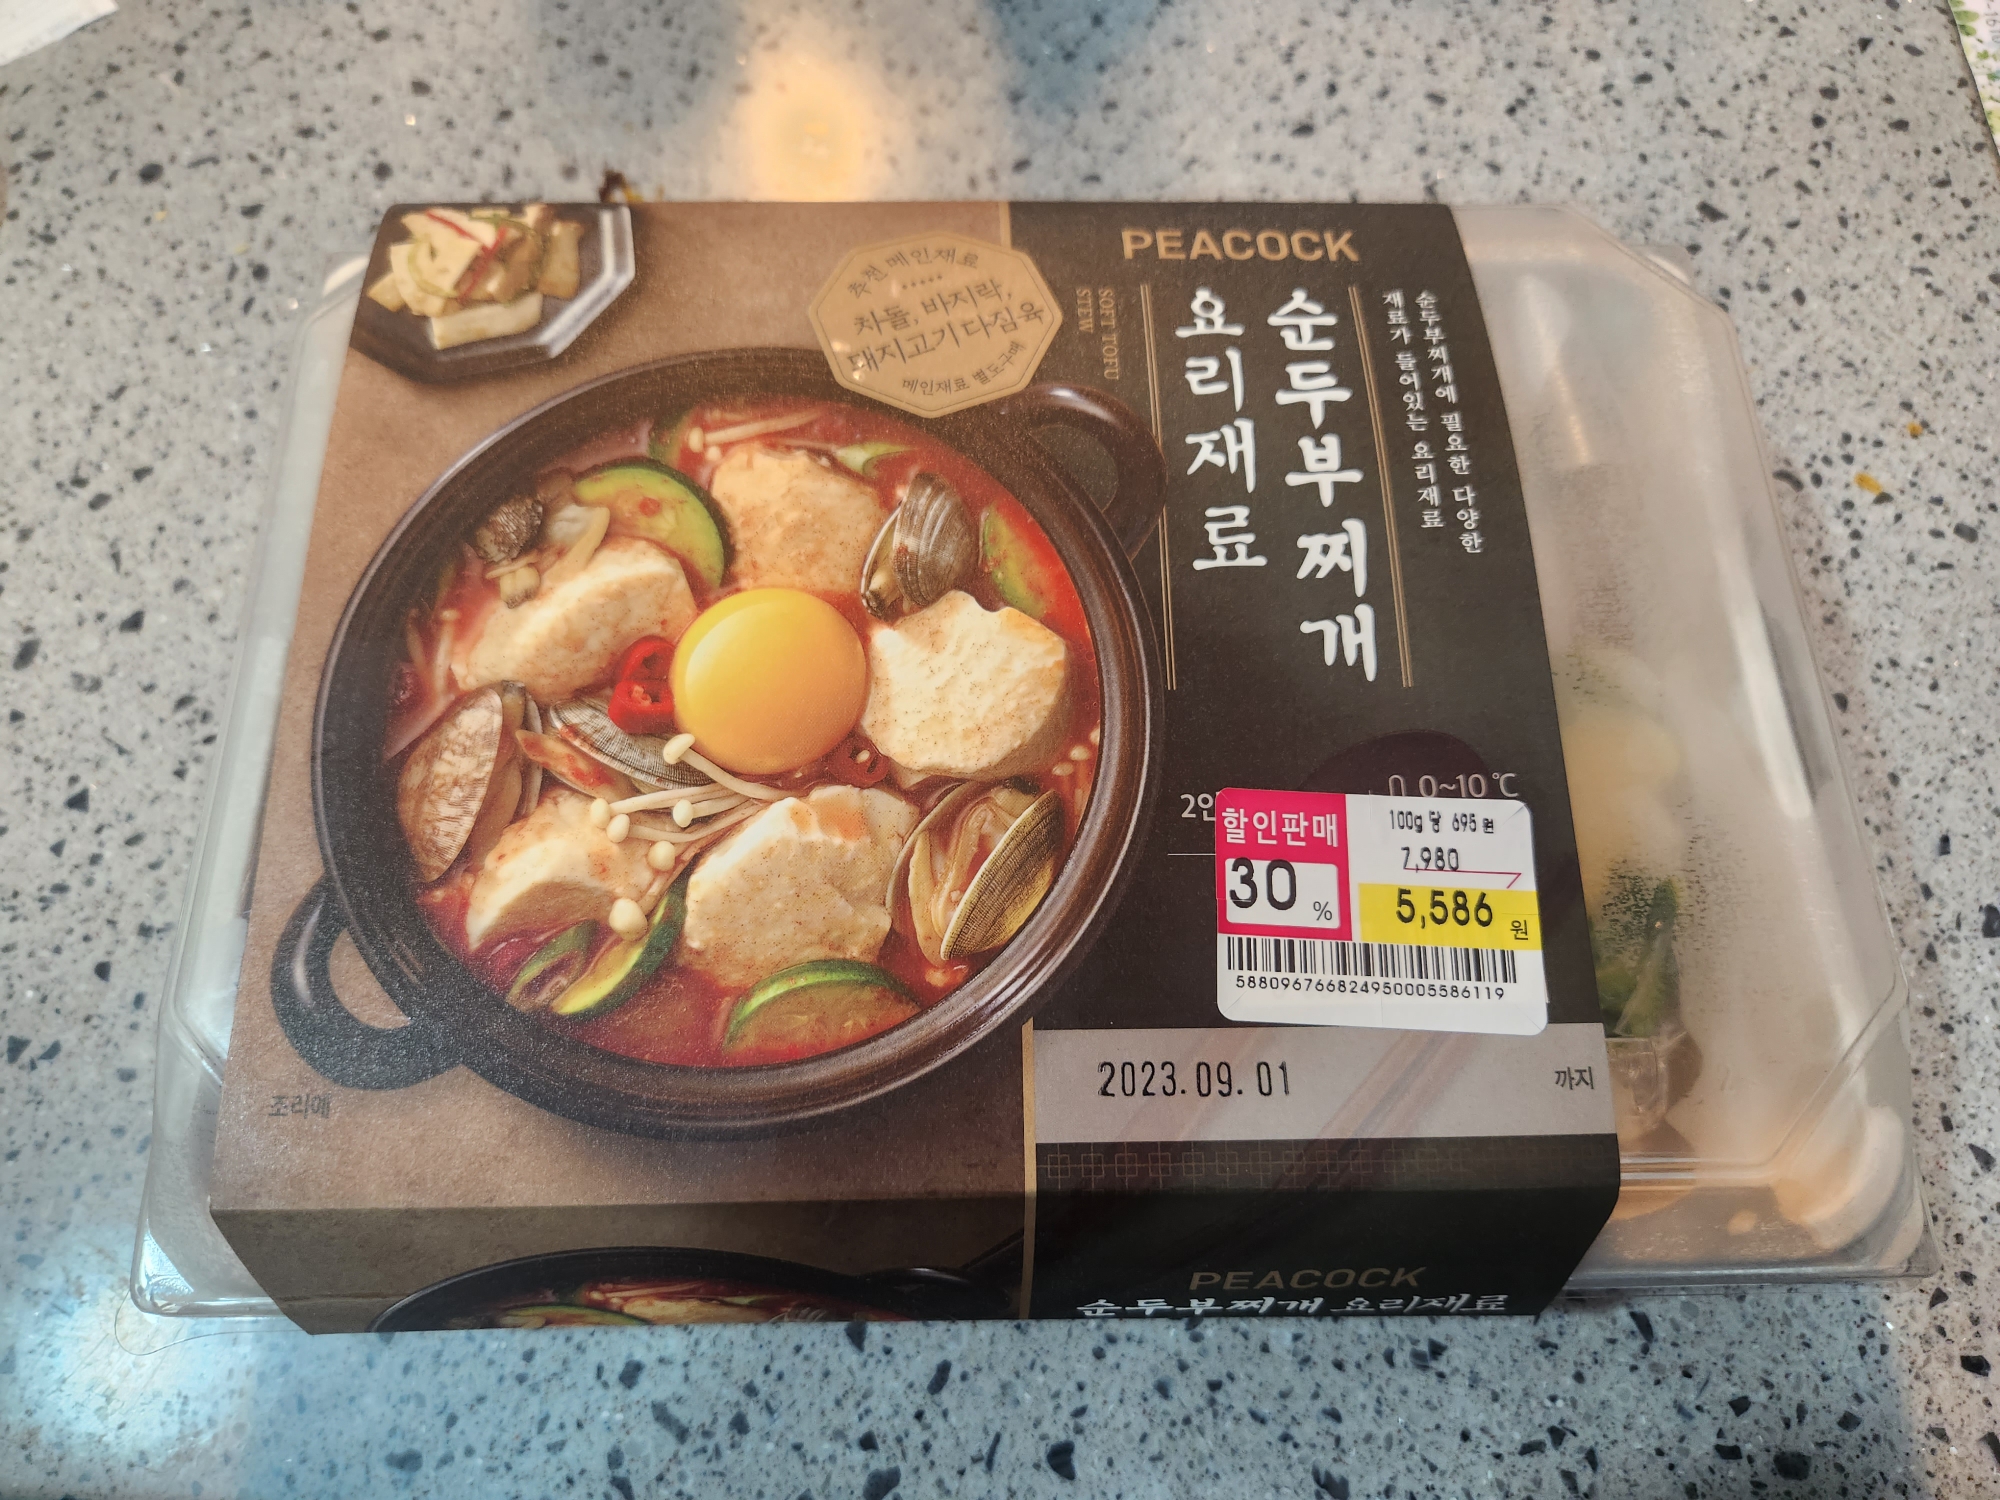 추천 메인재료
차돌, 바지락,
돼지고기 다짐육
메인재료 별도구매
PEACOCK
SOFT TOFU
STEW
순두부찌개에 필요한 다양한
재료가 들어있는 요리재료
순두부찌개
요리재료
0~10℃
할인판매
30 %
100g 당 695 원
7,980
5,586 원
588096766824950005586119
2023.09.01 까지
조리예
PEACOCK
순두부찌개 요리재료